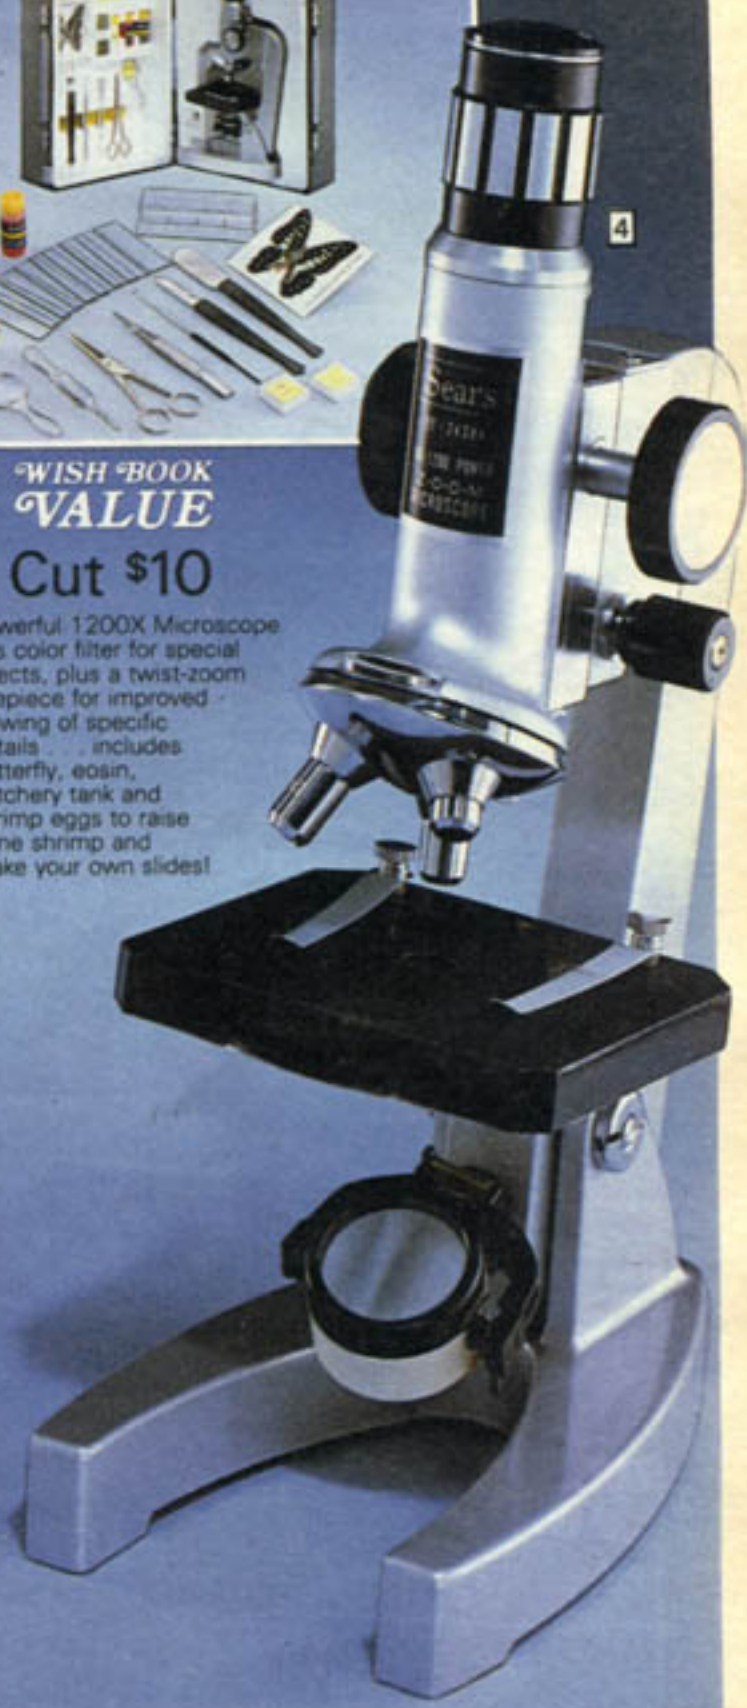 4
Sears
ZOOM
MICROSCOPE
WISH BOOK
VALUE
Cut $10
werful 1200X Microscope
s color filter for special
ects, plus a twist-zoom
epiece for improved
wing of specific
tails . . . includes
tterfly, eosin,
tchery tank and
rimp eggs to raise
ne shrimp and
ake your own slides!